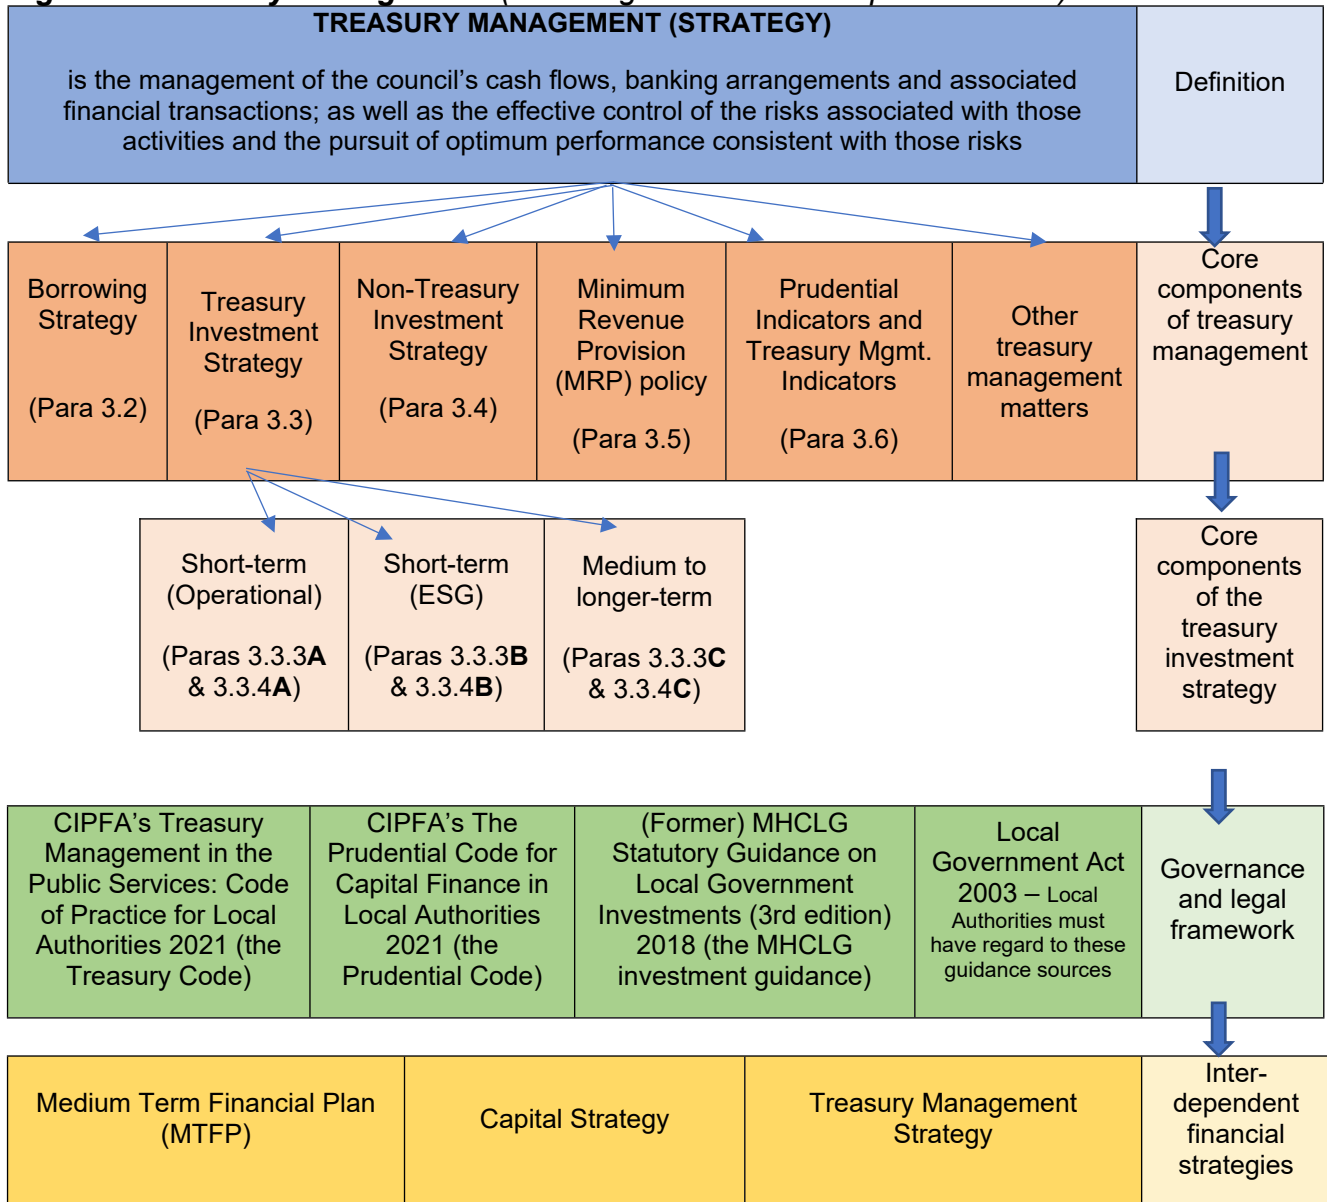 TREASURY MANAGEMENT (STRATEGY)
is the management of the council's cash flows, banking arrangements and associated
financial transactions; as well as the effective control of the risks associated with those
activities and the pursuit of optimum performance consistent with those risks
Definition
Borrowing
Strategy
(Para 3.2)
Treasury
Investment
Strategy
(Para 3.3)
Non-Treasury
Investment
Strategy
(Para 3.4)
Minimum
Revenue
Provision
(MRP) policy
(Para 3.5)
Prudential
Indicators and
Treasury Mgmt.
Indicators
(Para 3.6)
Other
treasury
management
matters
Core
components
of treasury
management
Short-term
(Operational)
(Paras 3.3.3A
& 3.3.4A)
Short-term
(ESG)
(Paras 3.3.3B
& 3.3.4B)
Medium to
longer-term
(Paras 3.3.3C
& 3.3.4C)
Core
components
of the
treasury
investment
strategy
CIPFA's Treasury
Management in the
Public Services: Code
of Practice for Local
Authorities 2021 (the
Treasury Code)
CIPFA's The
Prudential Code for
Capital Finance in
Local Authorities
2021 (the
Prudential Code)
(Former) MHCLG
Statutory Guidance on
Local Government
Investments (3rd edition)
2018 (the MHCLG
investment guidance)
Local
Government Act
2003 – Local
Authorities must
have regard to these
guidance sources
Governance
and legal
framework
Medium Term Financial Plan
(MTFP)
Capital Strategy
Treasury Management
Strategy
Inter-
dependent
financial
strategies